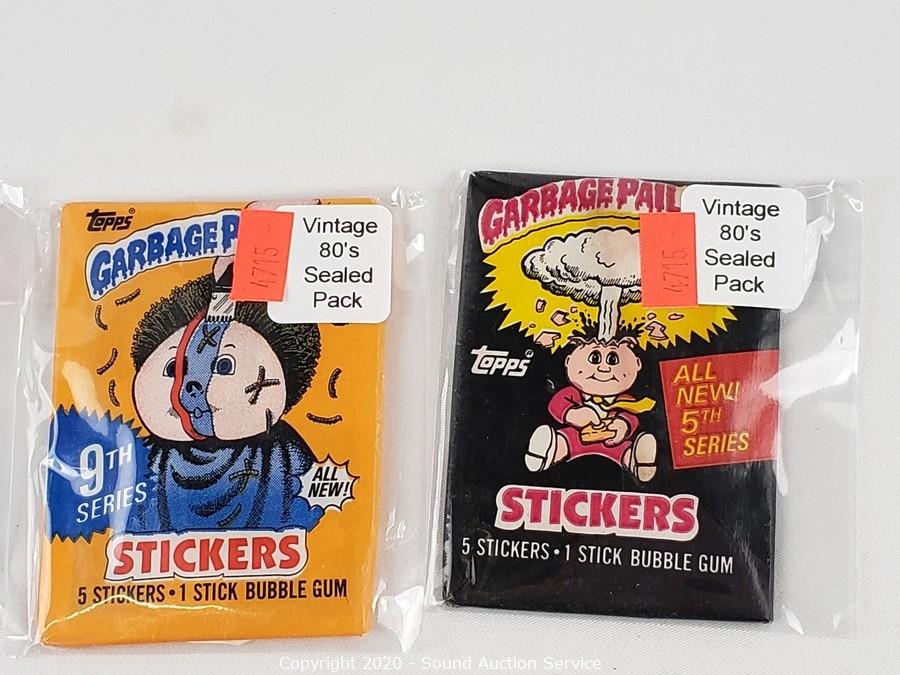 TOPPS®
GARBAGE P
4715
Vintage
80's
Sealed
Pack
9TH
SERIES
ALL
NEW!
STICKERS
5 STICKERS • 1 STICK BUBBLE GUM
GARBAGE PAIL
4715
Vintage
80's
Sealed
Pack
TOPPS®
ALL
NEW!
5TH
SERIES
STICKERS
5 STICKERS • 1 STICK BUBBLE GUM
Copyright 2020 - Sound Auction Service